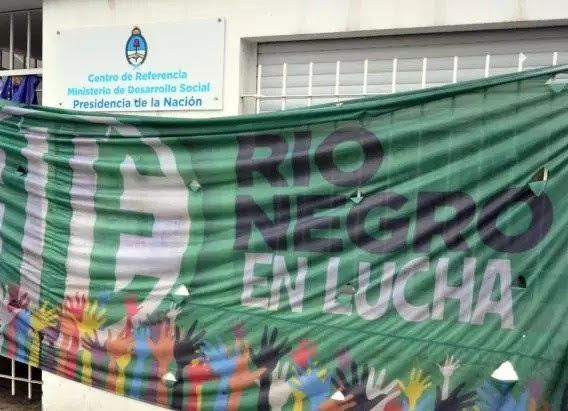 Centro de Referencia
Ministerio de Desarrollo Social
Presidencia de la Nación
RIO
NEGRO
EN LUCHA